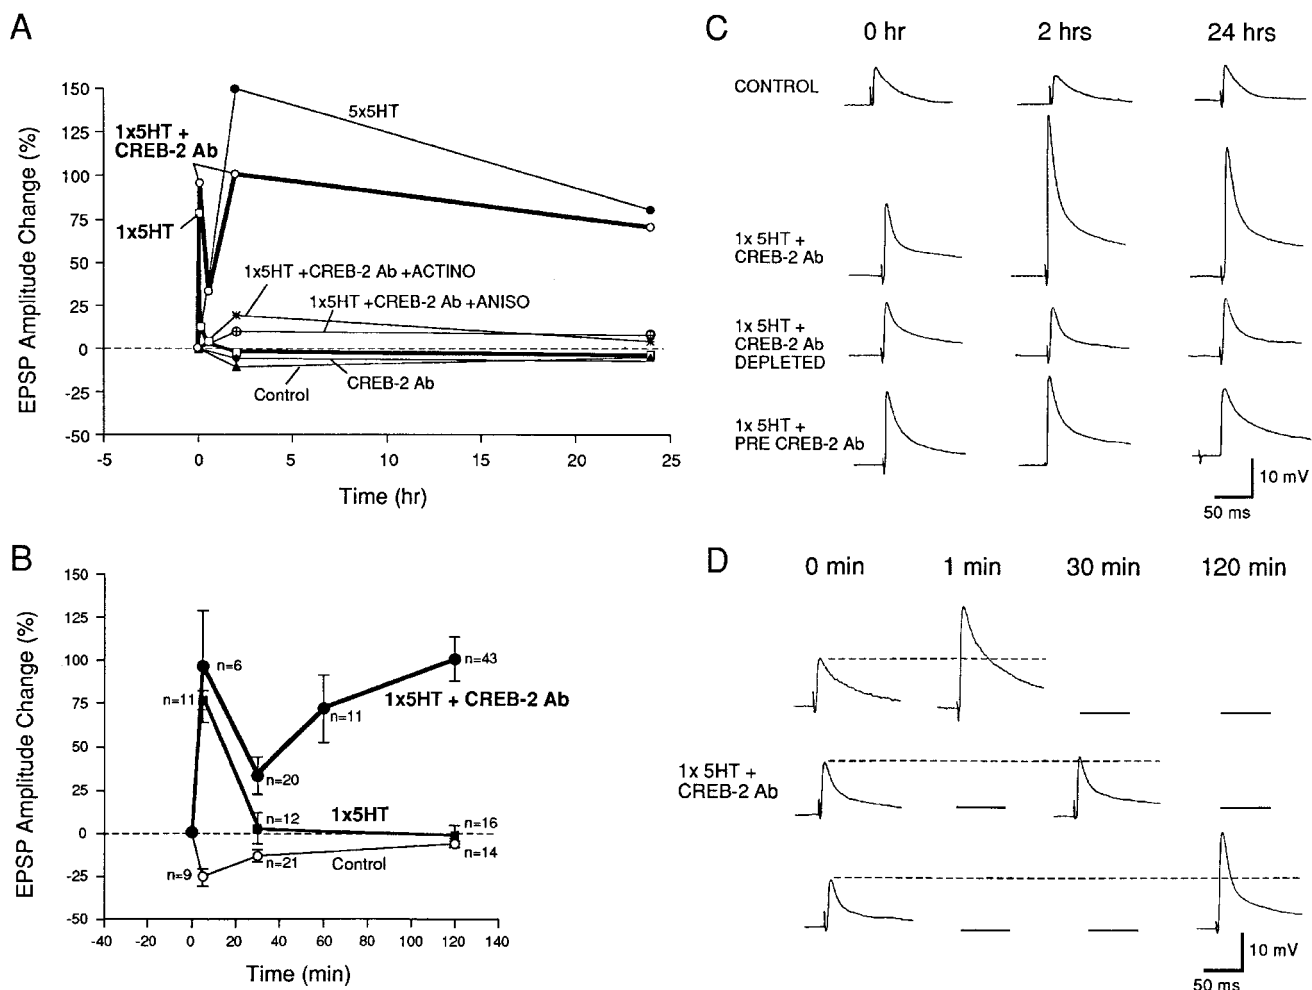 A
EPSP Amplitude Change (%)
150
125
100
75
50
25
0
-25
-50
-5
0
5
10
15
20
25
Time (hr)
5x5HT
1x5HT +
CREB-2 Ab
1x5HT
1x5HT +CREB-2 Ab +ACTINO
1x5HT +CREB-2 Ab +ANISO
CREB-2 Ab
Control
B
EPSP Amplitude Change (%)
150
125
100
75
50
25
0
-25
-50
-40
-20
0
20
40
60
80
100
120
140
Time (min)
n=6
n=11
n=43
1x5HT + CREB-2 Ab
n=11
n=20
n=12
1x5HT
n=16
n=14
Control
n=21
n=9
C
0 hr
2 hrs
24 hrs
CONTROL
1x 5HT +
CREB-2 Ab
1x 5HT +
CREB-2 Ab
DEPLETED
1x 5HT +
PRE CREB-2 Ab
10 mV
50 ms
D
0 min
1 min
30 min
120 min
1x 5HT +
CREB-2 Ab
10 mV
50 ms